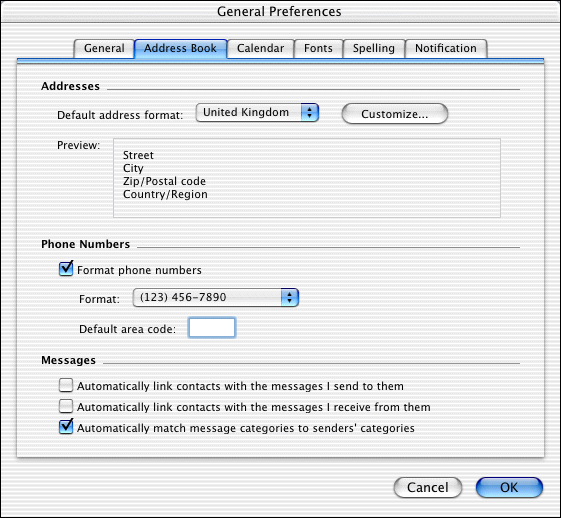 General Preferences
General Address Book Calendar Fonts Spelling Notification
Addresses
Default address format: United Kingdom Customize...
Preview:
Street
City
Zip/Postal code
Country/Region
Phone Numbers
Format phone numbers
Format: (123) 456-7890
Default area code:
Messages
Automatically link contacts with the messages I send to them
Automatically link contacts with the messages I receive from them
Automatically match message categories to senders' categories
Cancel OK